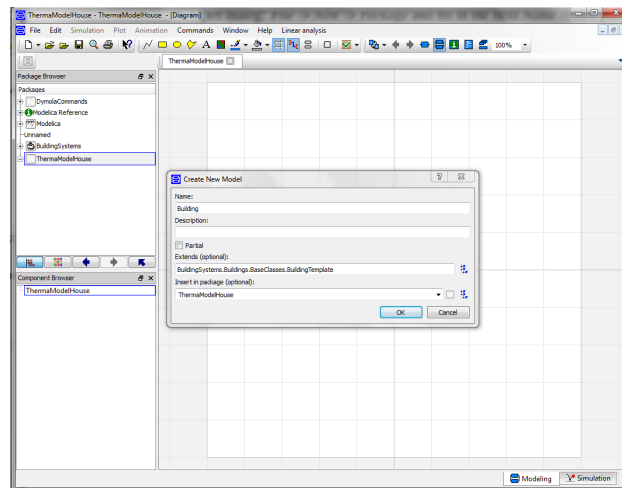 ThermaModelHouse - ThermaModelHouse - [Diagram]
File Edit Simulation Plot Animation Commands Window Help Linear analysis
A 100%
ThermaModelHouse
Package Browser
Packages
DymolaCommands
Modelica Reference
Modelica
Unnamed
BuildingSystems
ThermaModelHouse
Component Browser
ThermaModelHouse
Create New Model
Name:
Building
Description:
Partial
Extends (optional):
BuildingSystems.Buildings.BaseClasses.BuildingTemplate
Insert in package (optional):
ThermaModelHouse
OK Cancel
Modeling Simulation